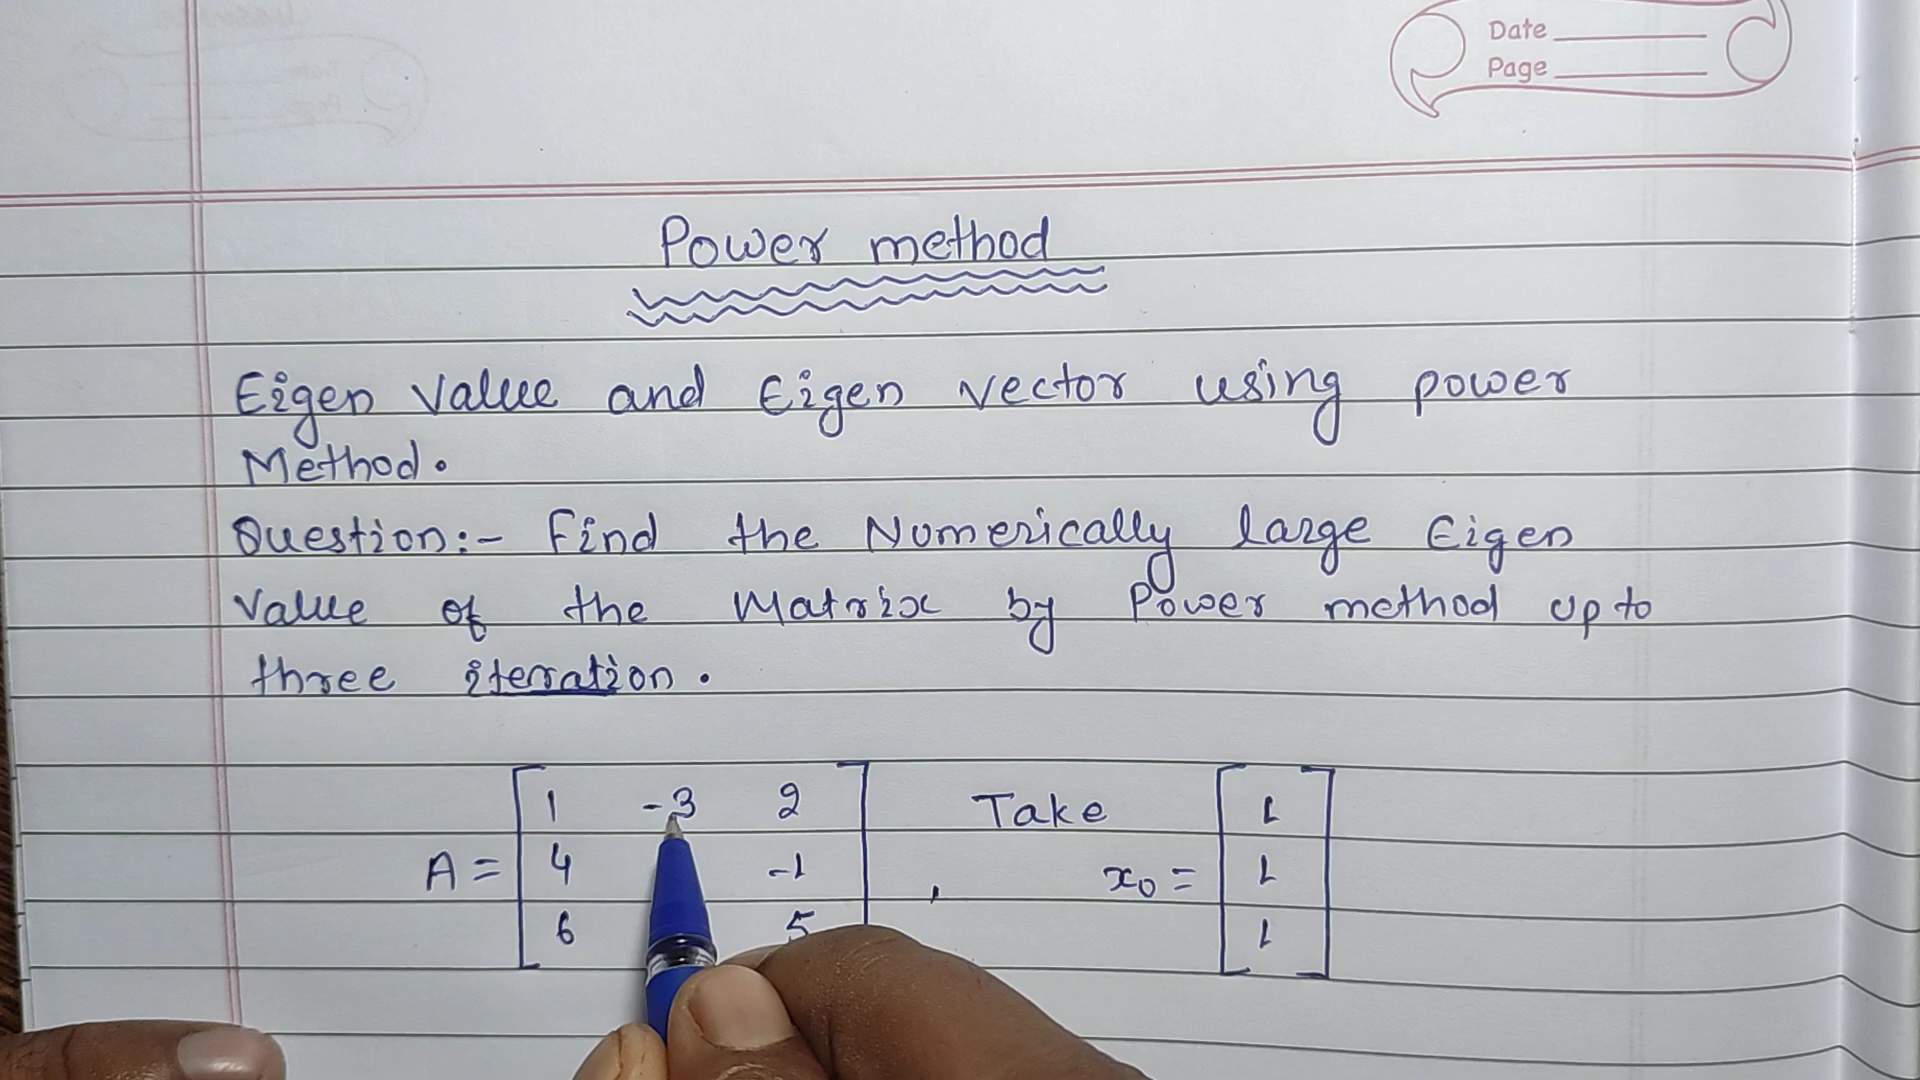 Date
Page
Power method
Eigen Value and Eigen vector using power
Method.
Question:- Find the Numerically large Eigen
Value of the Matrix by Power method up to
three iteration.
1 -3 2 Take 1
A = 4 -1 , x0 = 1
6 5 1